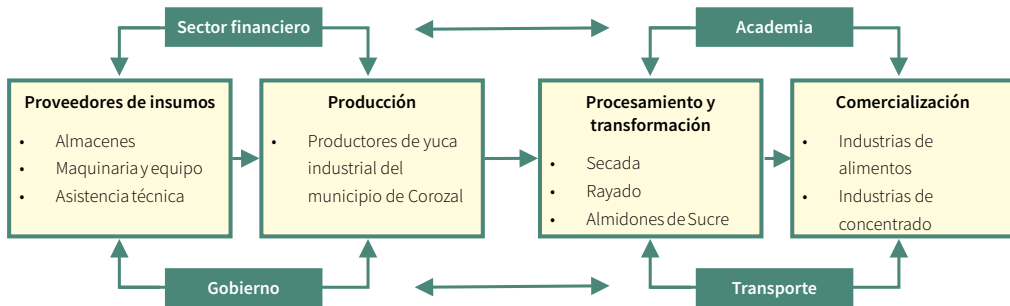 Sector financiero
Academia
Proveedores de insumos
• Almacenes
• Maquinaria y equipo
• Asistencia técnica
Producción
• Productores de yuca
industrial del
municipio de Corozal
Procesamiento y
transformación
• Secada
• Rayado
• Almidones de Sucre
Comercialización
• Industrias de
alimentos
• Industrias de
concentrado
Gobierno
Transporte